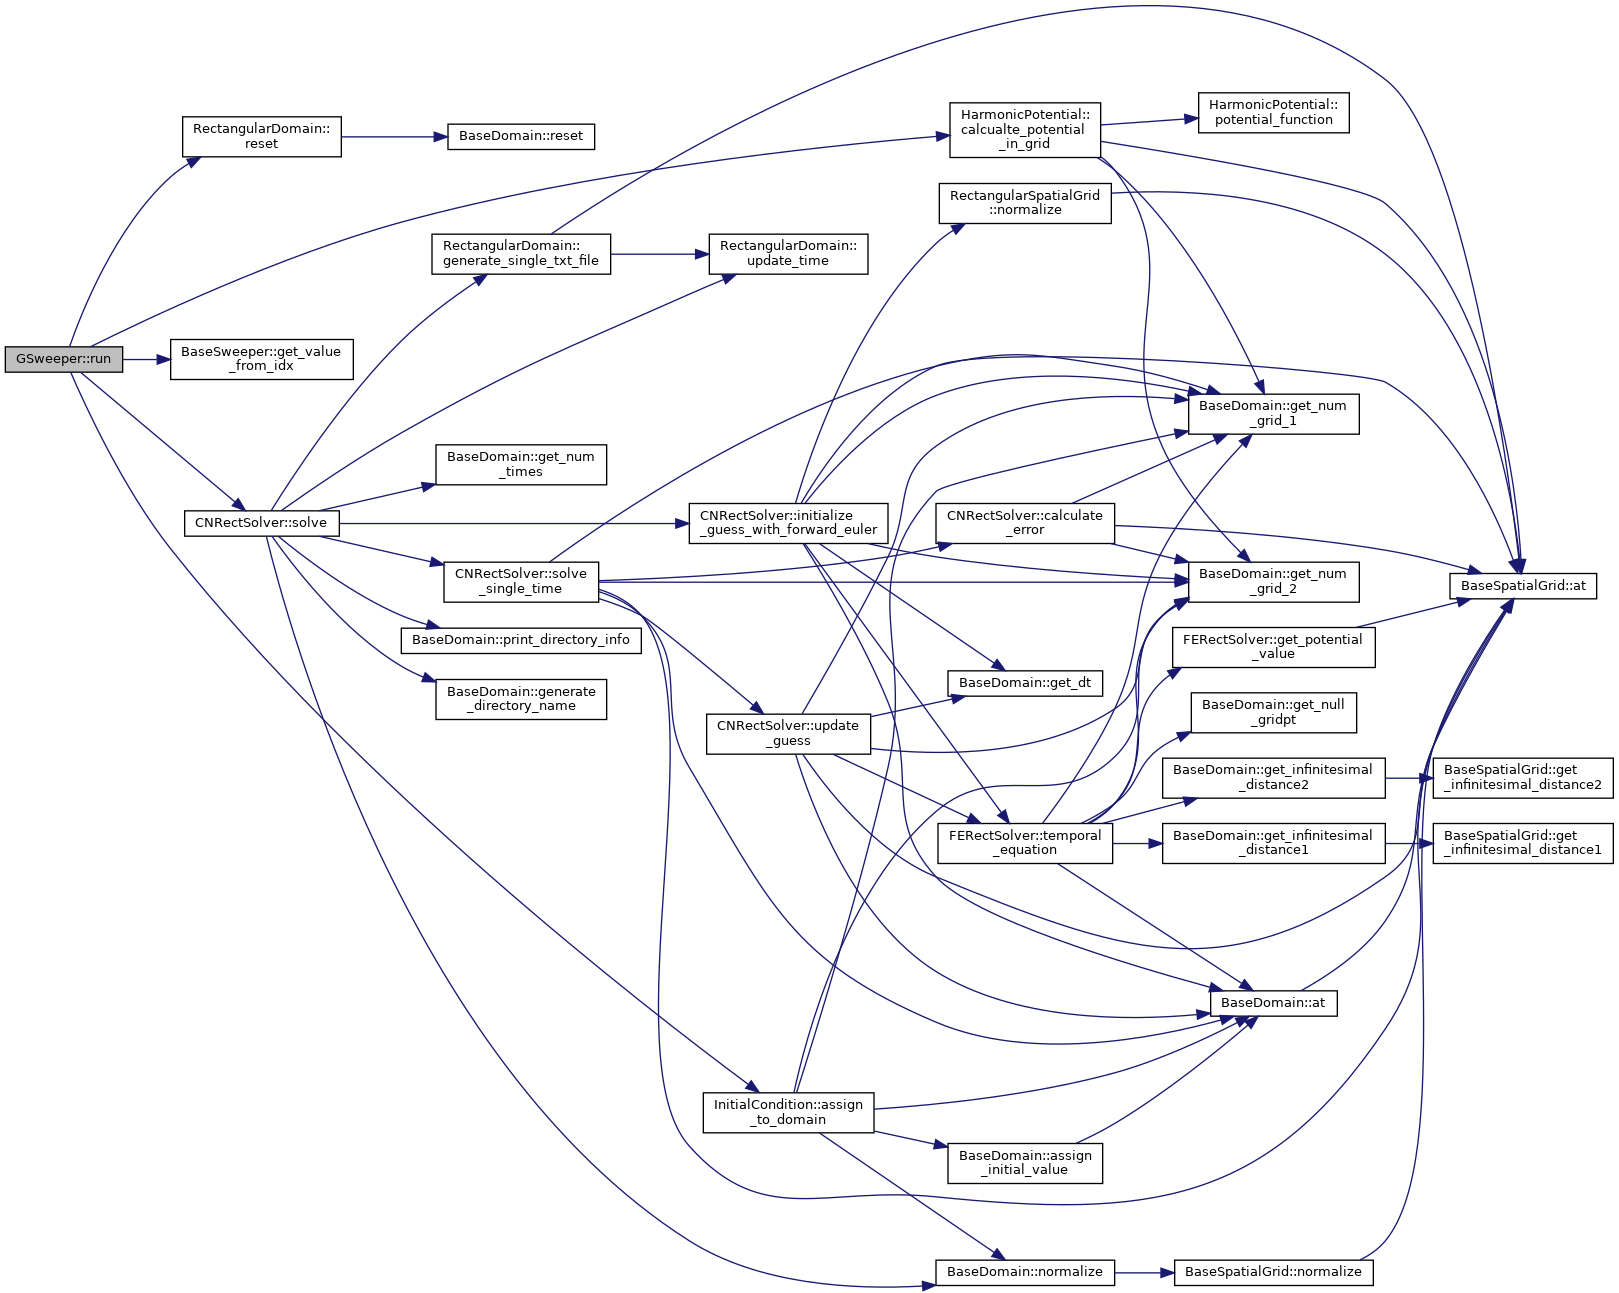 GSweeper::run
RectangularDomain::
reset
BaseDomain::reset
BaseSweeper::get_value
_from_idx
CNRectSolver::solve
RectangularDomain::
generate_single_txt_file
RectangularDomain::
update_time
BaseDomain::get_num
_times
CNRectSolver::solve
_single_time
BaseDomain::print_directory_info
BaseDomain::generate
_directory_name
CNRectSolver::initialize
_guess_with_forward_euler
CNRectSolver::update
_guess
InitialCondition::assign
_to_domain
HarmonicPotential::
calcualte_potential
_in_grid
HarmonicPotential::
potential_function
RectangularSpatialGrid
::normalize
BaseDomain::get_num
_grid_1
CNRectSolver::calculate
_error
BaseDomain::get_num
_grid_2
BaseSpatialGrid::at
FERectSolver::get_potential
_value
BaseDomain::get_dt
BaseDomain::get_null
_gridpt
BaseDomain::get_infinitesimal
_distance2
BaseSpatialGrid::get
_infinitesimal_distance2
FERectSolver::temporal
_equation
BaseDomain::get_infinitesimal
_distance1
BaseSpatialGrid::get
_infinitesimal_distance1
BaseDomain::at
BaseDomain::assign
_initial_value
BaseDomain::normalize
BaseSpatialGrid::normalize